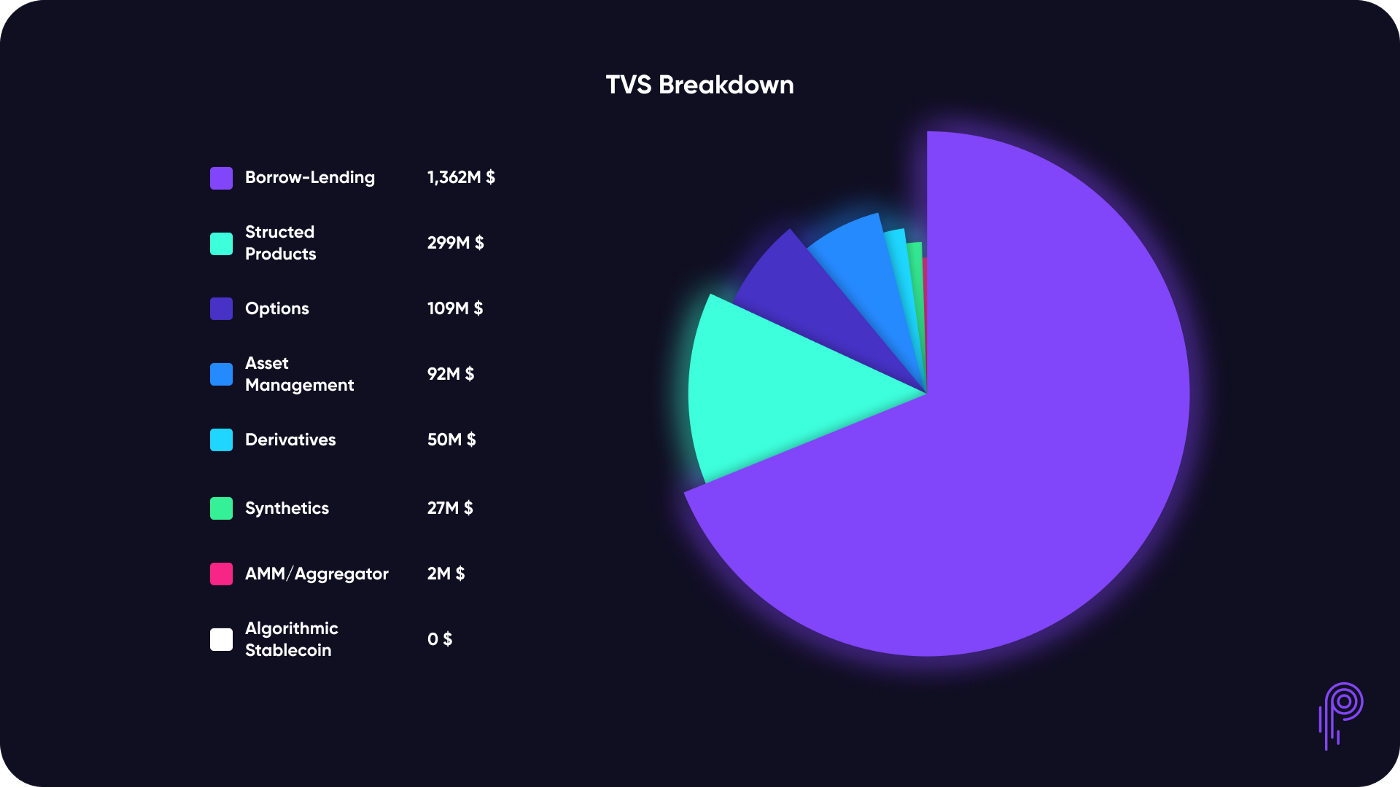 TVS Breakdown
Borrow-Lending 1,362M $
Structed
Products 299M $
Options 109M $
Asset
Management 92M $
Derivatives 50M $
Synthetics 27M $
AMM/Aggregator 2M $
Algorithmic
Stablecoin 0 $